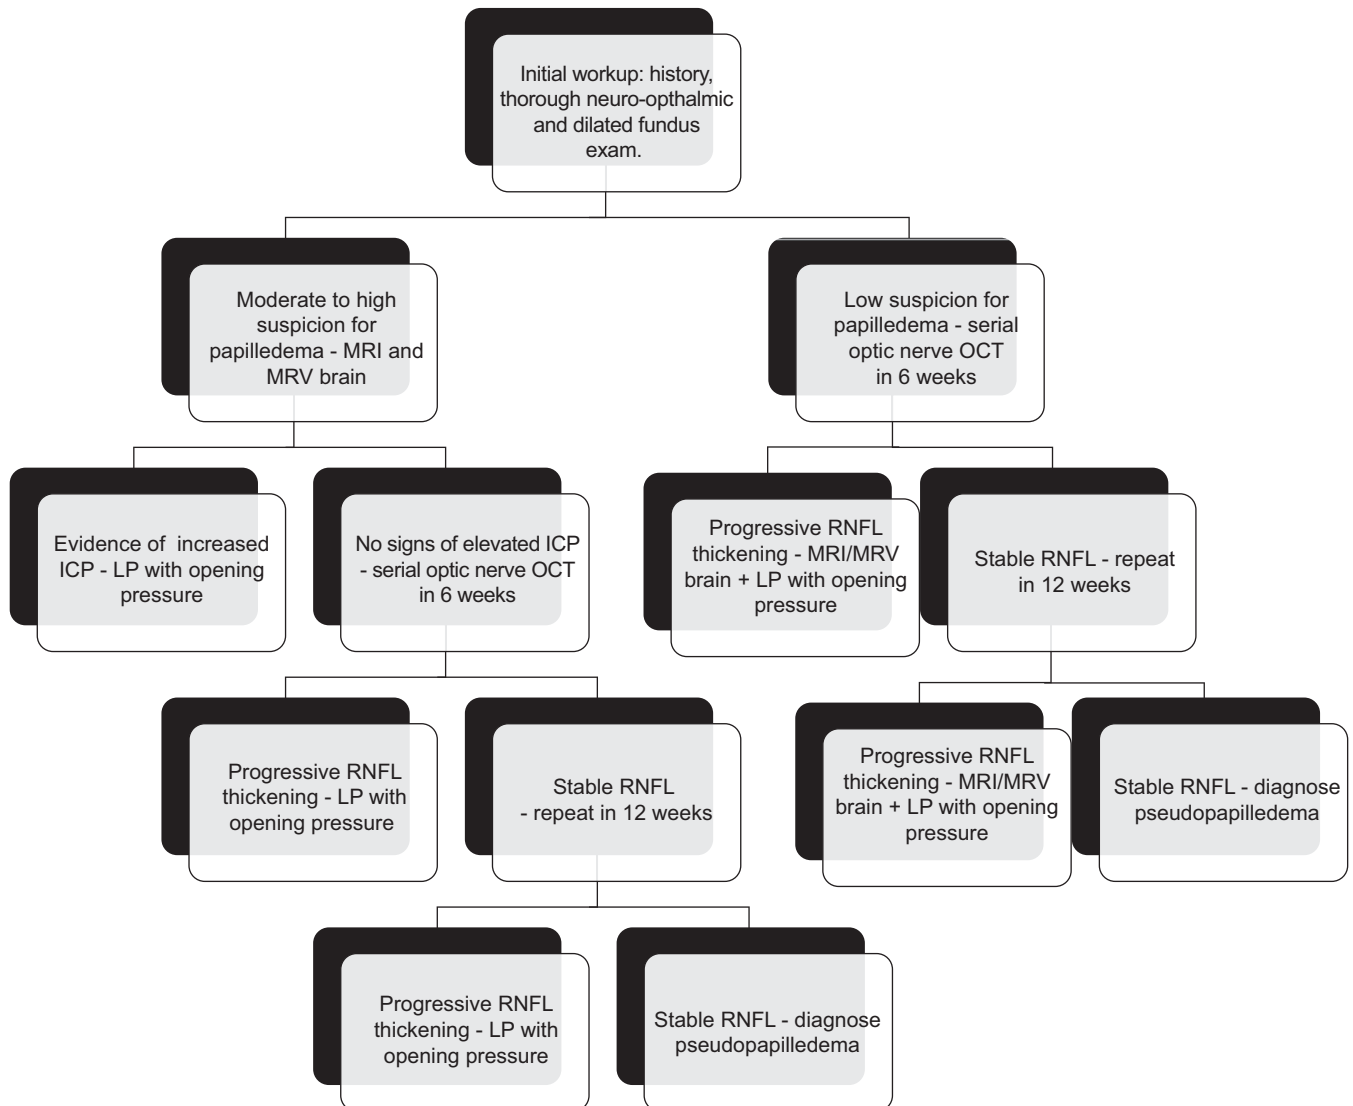 Initial workup: history,
thorough neuro-opthalmic
and dilated fundus
exam.
Moderate to high
suspicion for
papilledema - MRI and
MRV brain
Low suspicion for
papilledema - serial
optic nerve OCT
in 6 weeks
Evidence of increased
ICP - LP with opening
pressure
No signs of elevated ICP
- serial optic nerve OCT
in 6 weeks
Progressive RNFL
thickening - MRI/MRV
brain + LP with opening
pressure
Stable RNFL - repeat
in 12 weeks
Progressive RNFL
thickening - LP with
opening pressure
Stable RNFL
- repeat in 12 weeks
Progressive RNFL
thickening - MRI/MRV
brain + LP with opening
pressure
Stable RNFL - diagnose
pseudopapilledema
Progressive RNFL
thickening - LP with
opening pressure
Stable RNFL - diagnose
pseudopapilledema